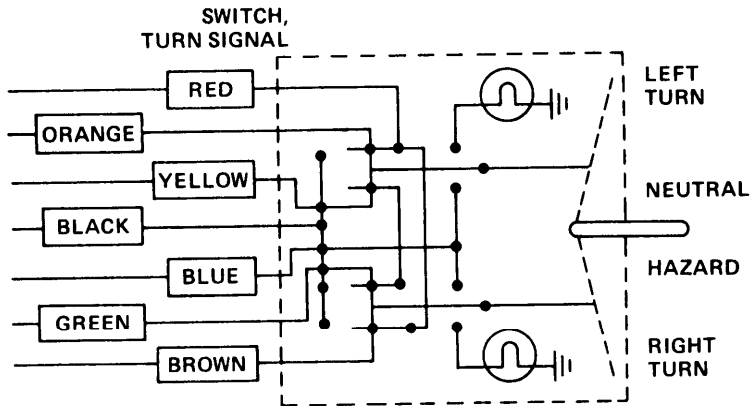 SWITCH,
TURN SIGNAL
RED
ORANGE
YELLOW
BLACK
BLUE
GREEN
BROWN
LEFT
TURN
NEUTRAL
HAZARD
RIGHT
TURN